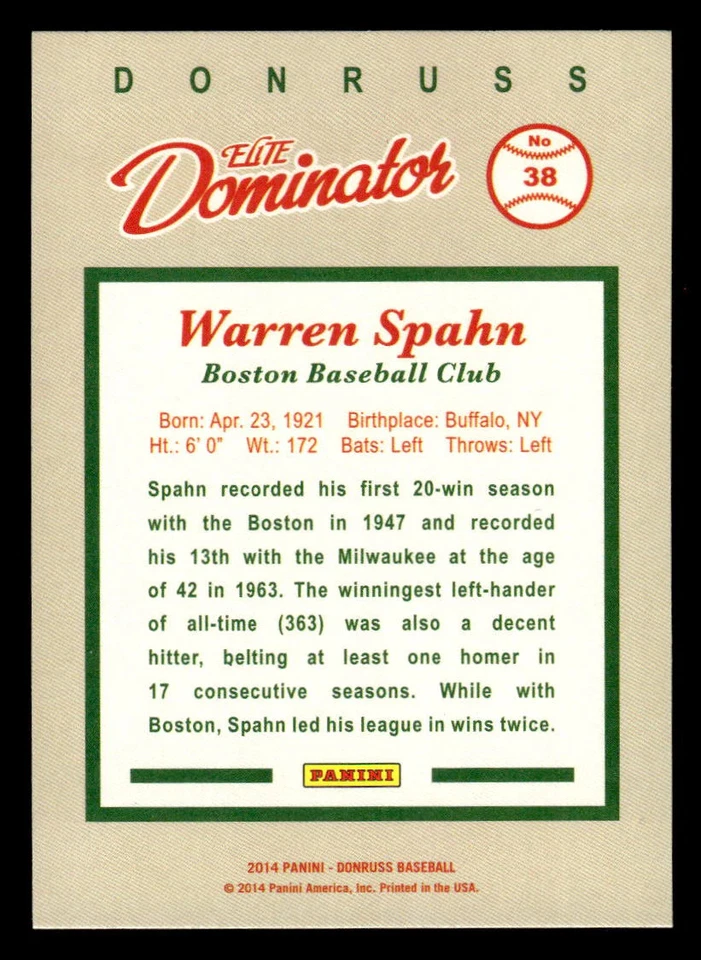 DONRUSS
ELITE
Dominator
No
38
Warren Spahn
Boston Baseball Club
Born: Apr. 23, 1921 Birthplace: Buffalo, NY
Ht.: 6' 0" Wt.: 172 Bats: Left Throws: Left
Spahn recorded his first 20-win season
with the Boston in 1947 and recorded
his 13th with the Milwaukee at the age
of 42 in 1963. The winningest left-hander
of all-time (363) was also a decent
hitter, belting at least one homer in
17 consecutive seasons. While with
Boston, Spahn led his league in wins twice.
PANINI
2014 PANINI - DONRUSS BASEBALL
© 2014 Panini America, Inc. Printed in the USA.